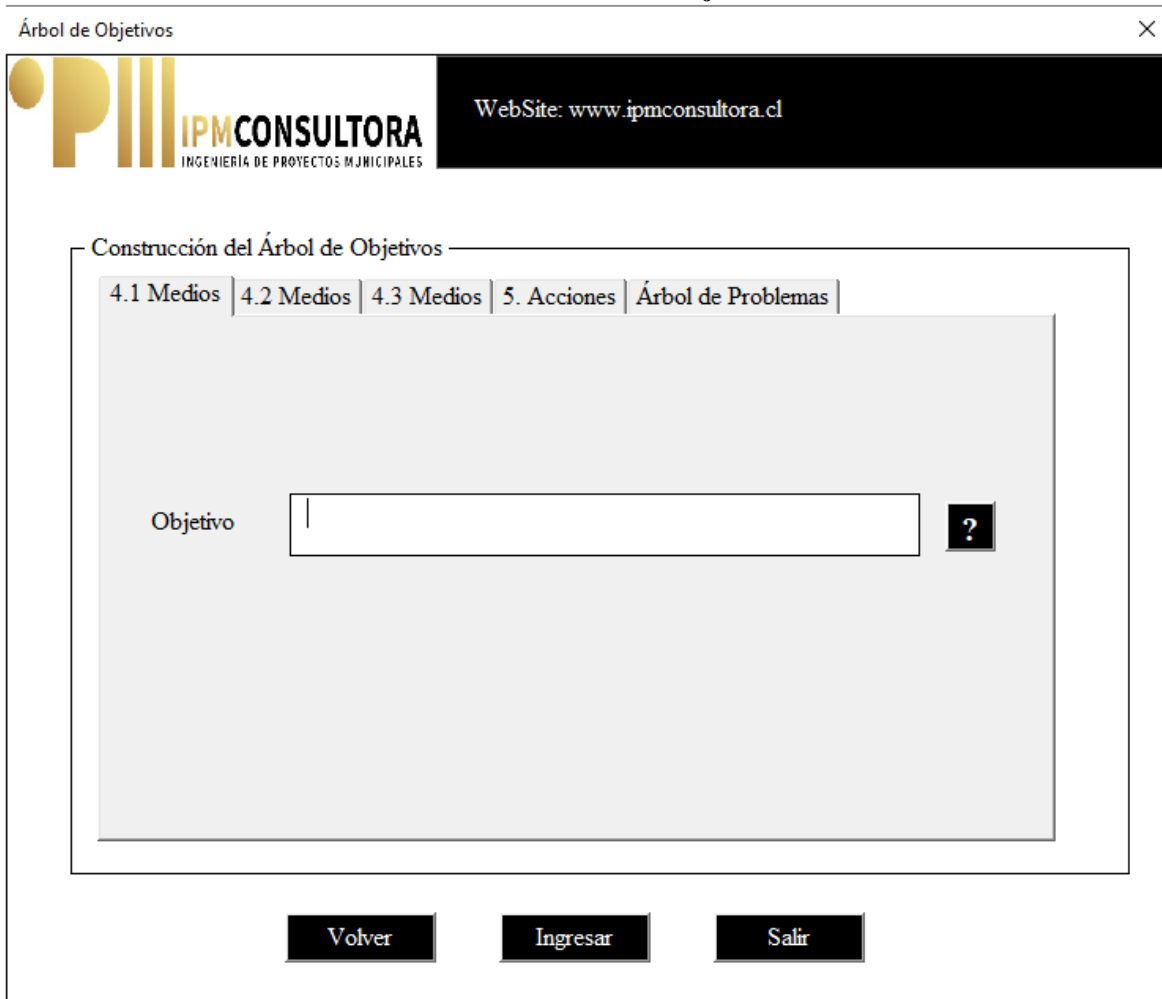 Árbol de Objetivos
IPMCONSULTORA
INGENIERÍA DE PROYECTOS MUNICIPALES
WebSite: www.ipmconsultora.cl
Construcción del Árbol de Objetivos
4.1 Medios 4.2 Medios 4.3 Medios 5. Acciones Árbol de Problemas
Objetivo ?
Volver Ingresar Salir